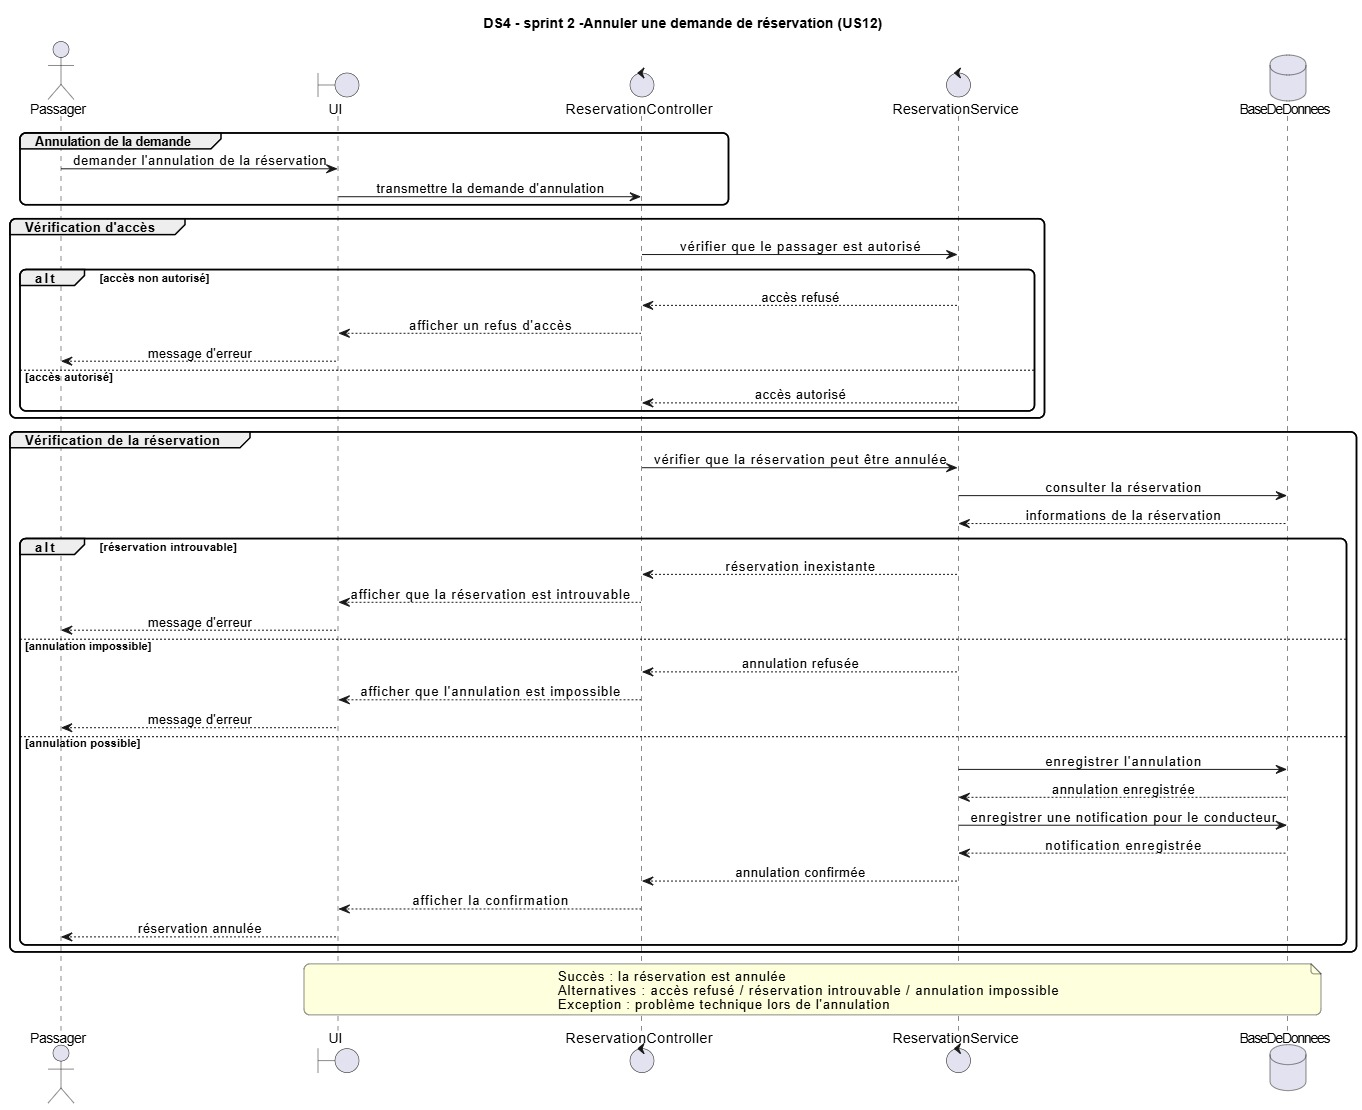 DS4 - sprint 2 -Annuler une demande de réservation (US12)
Passager
UI
ReservationController
ReservationService
BaseDeDonnees
Annulation de la demande
demander l'annulation de la réservation
transmettre la demande d'annulation
Vérification d'accès
vérifier que le passager est autorisé
alt [accès non autorisé]
accès refusé
afficher un refus d'accès
message d'erreur
[accès autorisé]
accès autorisé
Vérification de la réservation
vérifier que la réservation peut être annulée
consulter la réservation
informations de la réservation
alt [réservation introuvable]
réservation inexistante
afficher que la réservation est introuvable
message d'erreur
[annulation impossible]
annulation refusée
afficher que l'annulation est impossible
message d'erreur
[annulation possible]
enregistrer l'annulation
annulation enregistrée
enregistrer une notification pour le conducteur
notification enregistrée
annulation confirmée
afficher la confirmation
réservation annulée
Succès : la réservation est annulée
Alternatives : accès refusé / réservation introuvable / annulation impossible
Exception : problème technique lors de l'annulation
Passager
UI
ReservationController
ReservationService
BaseDeDonnees